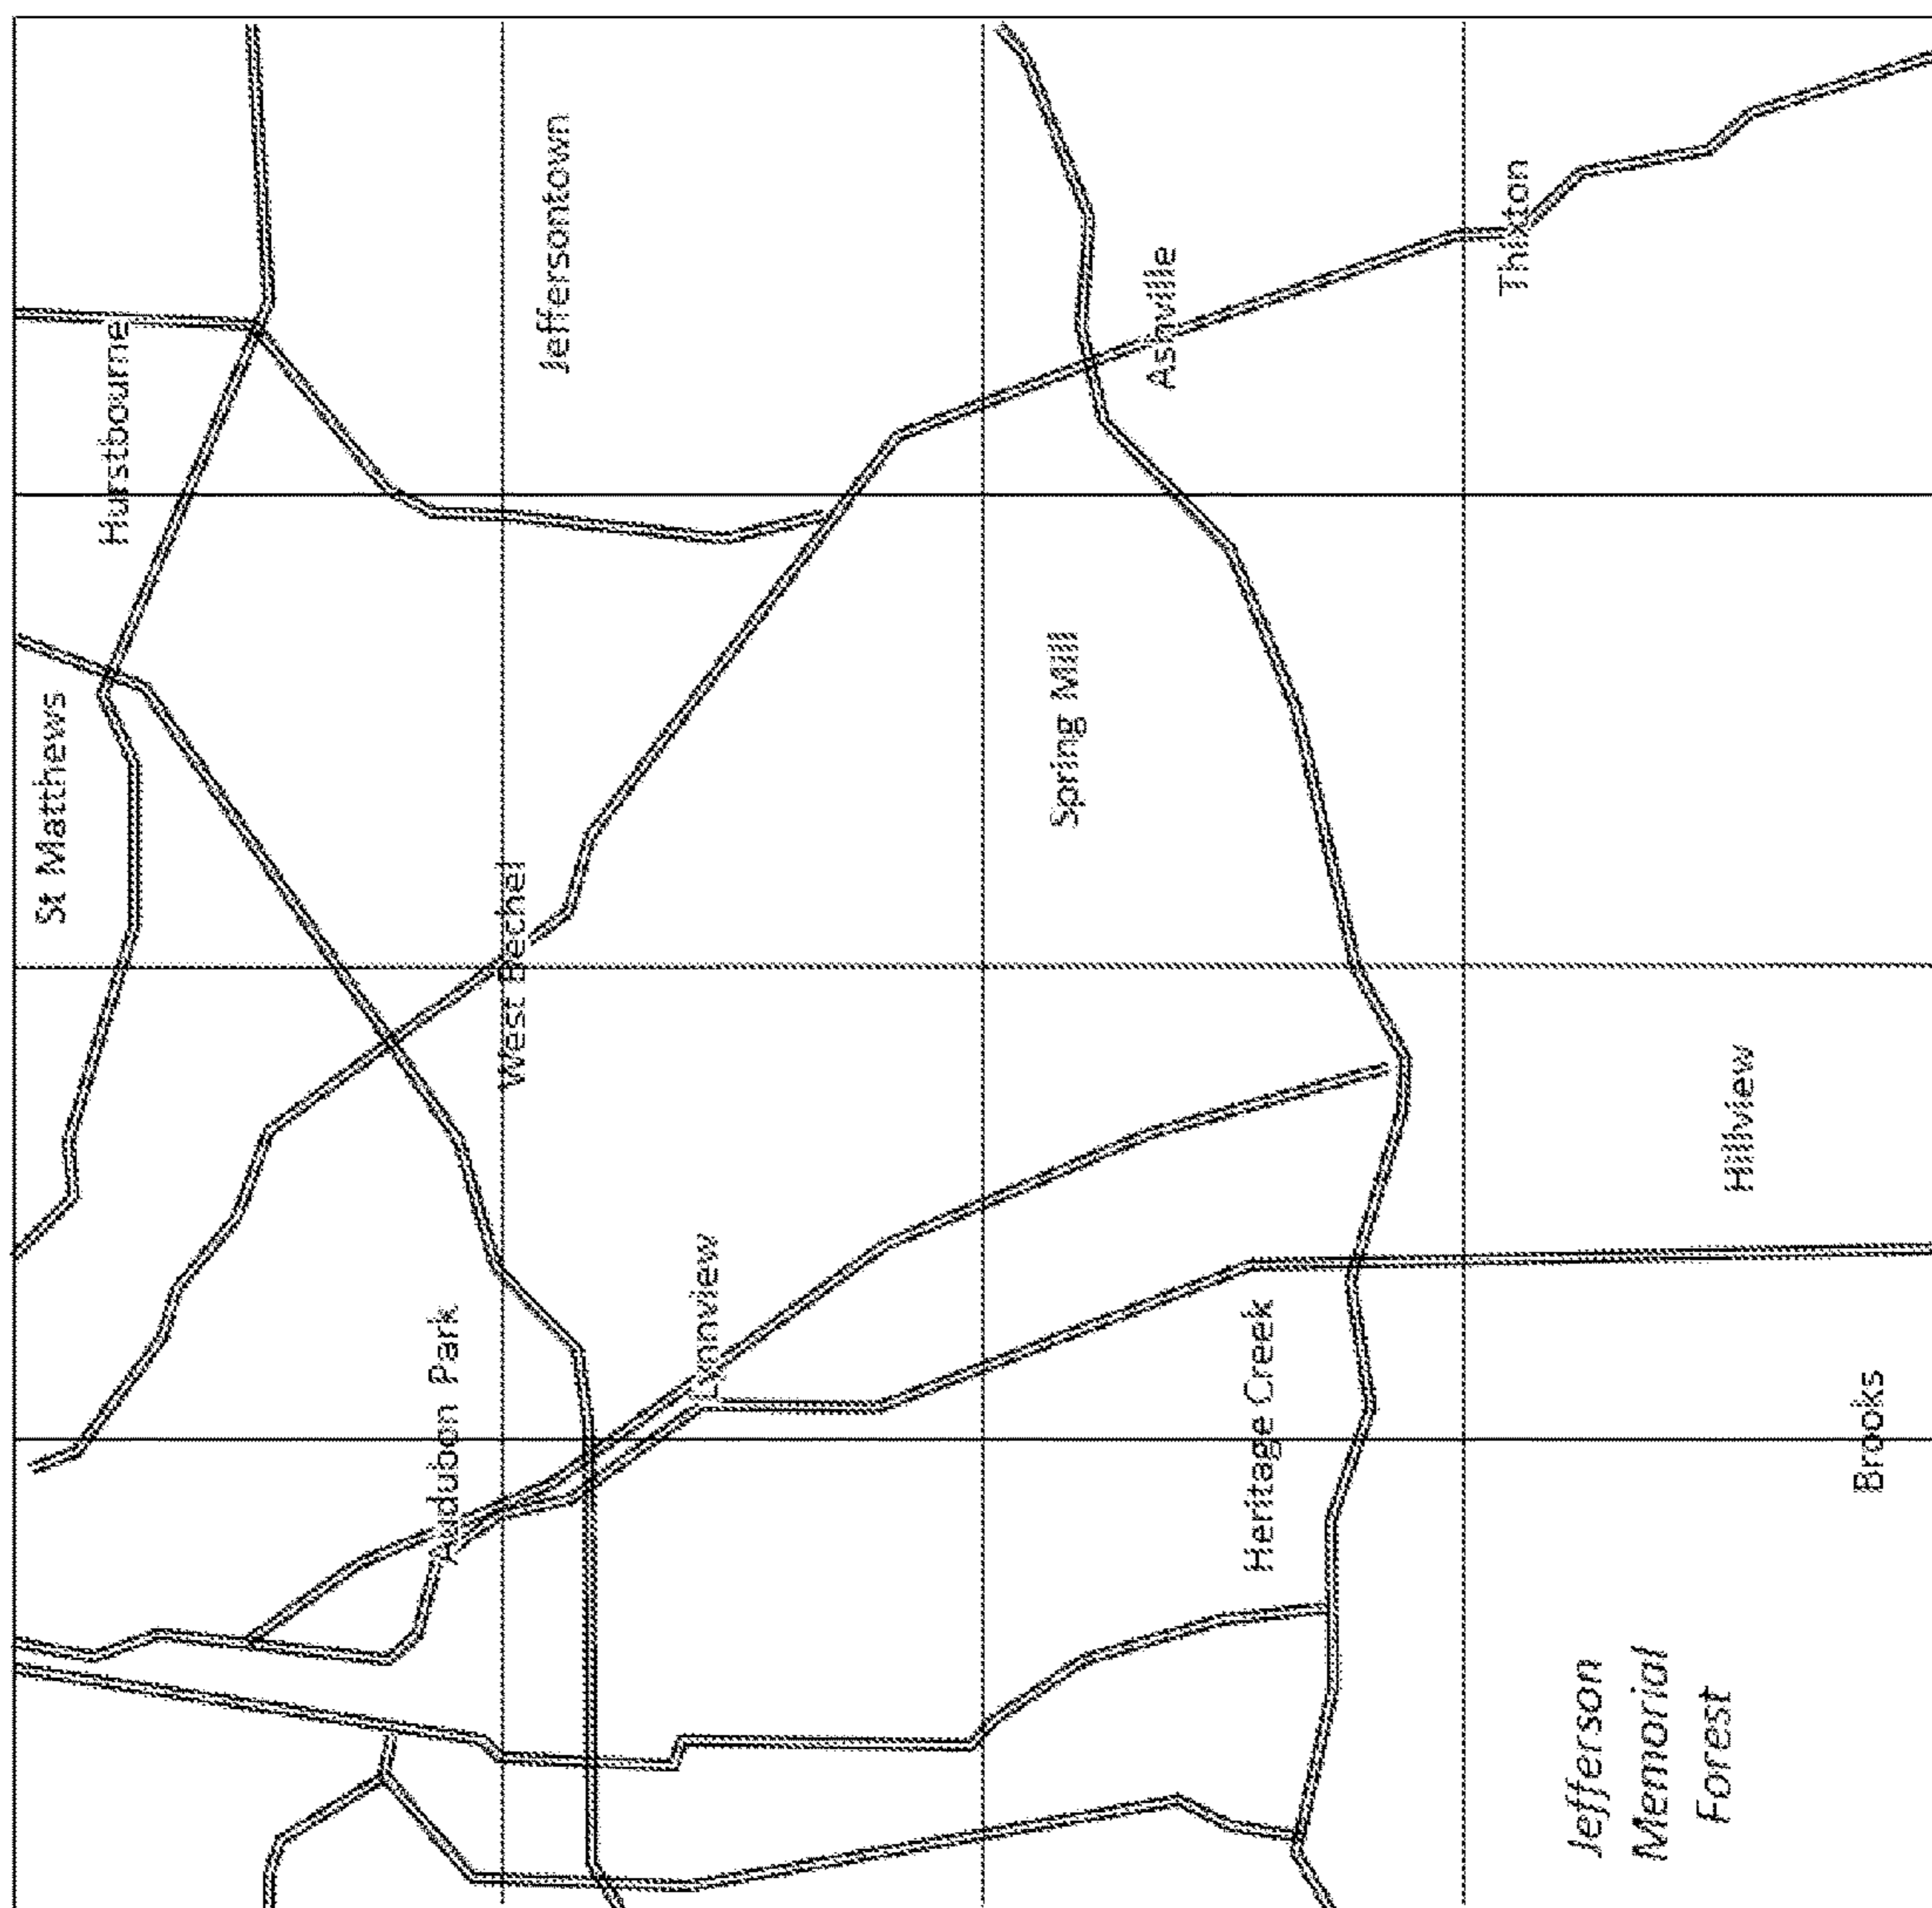 St Matthews
Hurstbourne
Audubon Park
West Bechel
Jeffersontown
Lynnview
Spring Mill
Ashville
Heritage Creek
Thixton
Jefferson
Memorial
Forest
Hillview
Brooks